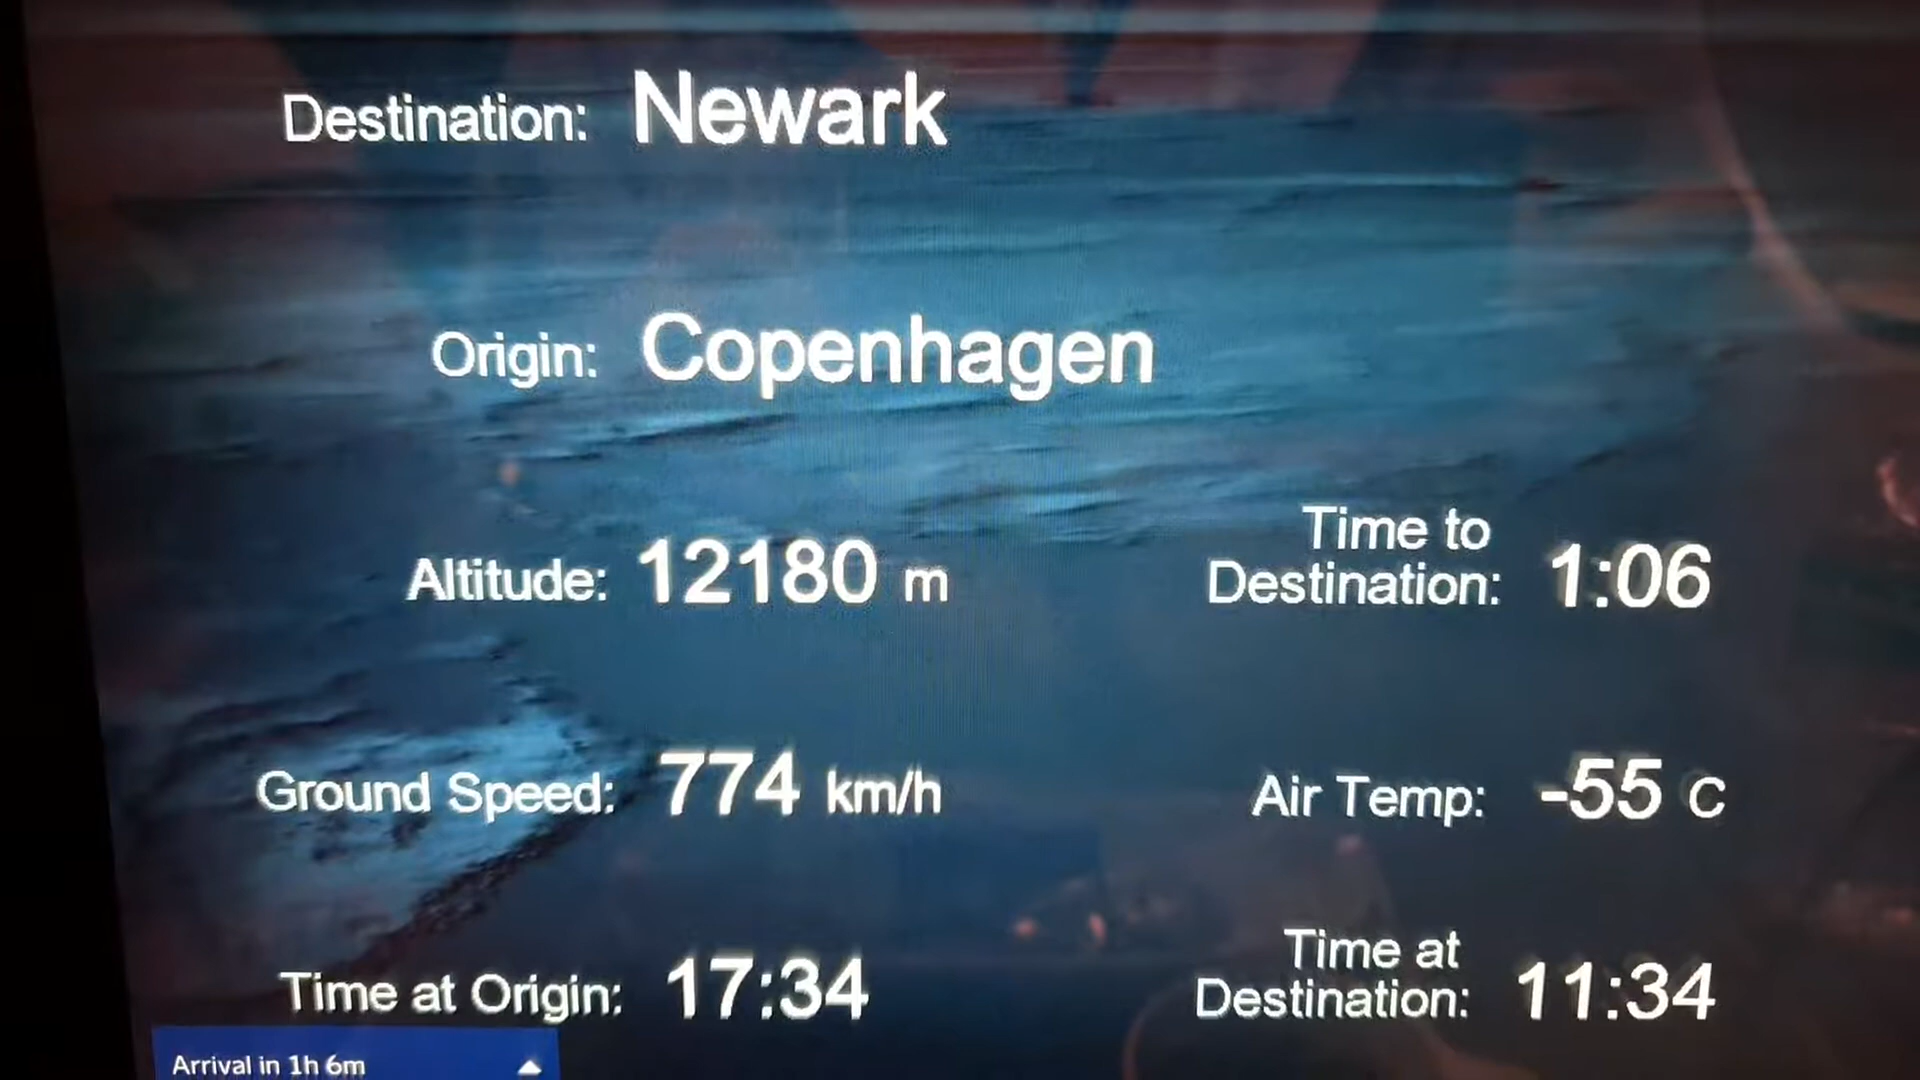 Destination: Newark
Origin: Copenhagen
Altitude: 12180 m
Time to
Destination: 1:06
Ground Speed: 774 km/h
Air Temp: -55 C
Time at Origin: 17:34
Time at
Destination: 11:34
Arrival in 1h 6m